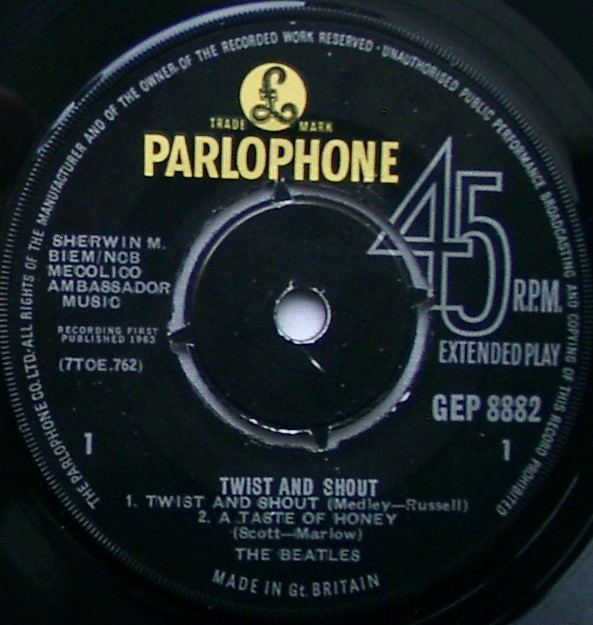 THE PARLOPHONE CO.LTD·ALL RIGHTS OF THE MANUFACTURER AND OF THE OWNER OF THE RECORDED WORK RESERVED·UNAUTHORISED PUBLIC PERFORMANCE BROADCASTING AND COPYING OF THIS RECORD PROHIBITED
£
TRADE MARK
PARLOPHONE
45
R.P.M.
EXTENDED PLAY
SHERWIN M.
BIEM/NCB
MECOLICO
AMBASSADOR
MUSIC
RECORDING FIRST
PUBLISHED 1963
(7TOE.762)
GEP 8882
1
1
TWIST AND SHOUT
1. TWIST AND SHOUT (Medley—Russell)
2. A TASTE OF HONEY
(Scott—Marlow)
THE BEATLES
MADE IN Gt. BRITAIN